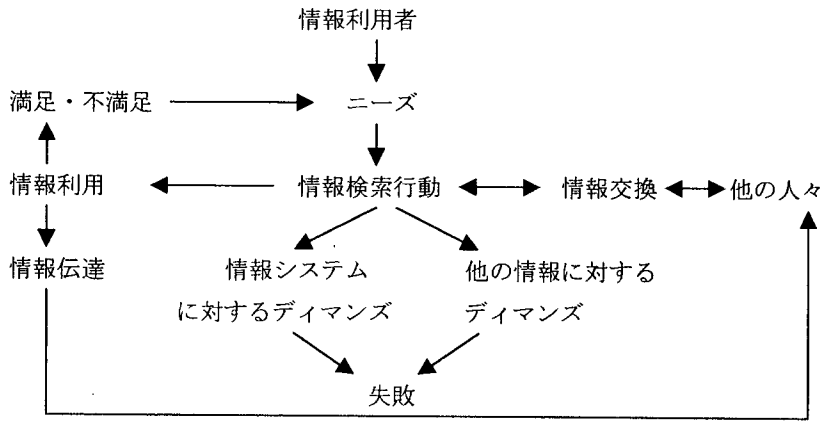 情報利用者
満足・不満足
ニーズ
情報利用
情報検索行動
情報交換
他の人々
情報伝達
情報システム
に対するディマンズ
他の情報に対する
ディマンズ
失敗